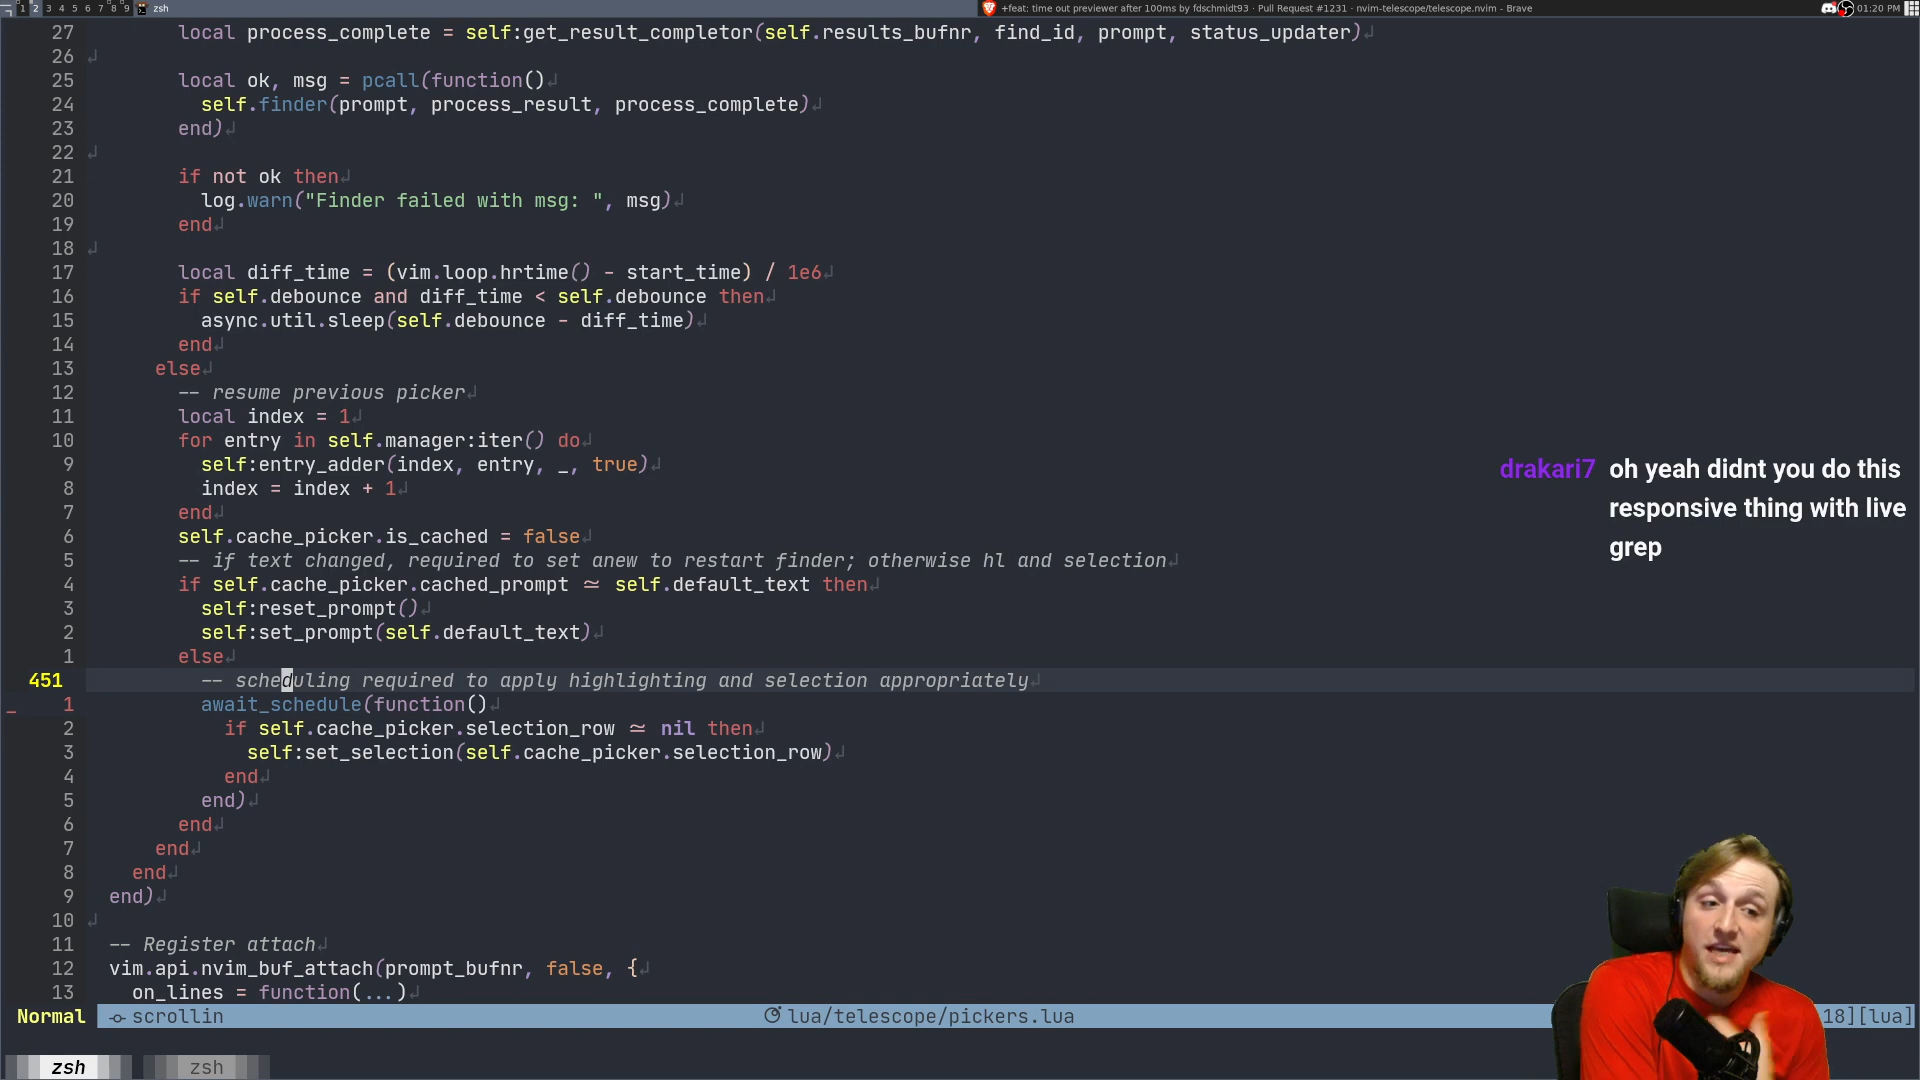 1 2 3 4 5 6 7 8 9 zsh +feat: time out previewer after 100ms by fdschmidt93 · Pull Request #1231 · nvim-telescope/telescope.nvim - Brave 01:20 PM
27 local process_complete = self:get_result_completor(self.results_bufnr, find_id, prompt, status_updater)↲
26 ↲
25 local ok, msg = pcall(function()↲
24 self.finder(prompt, process_result, process_complete)↲
23 end)↲
22 ↲
21 if not ok then↲
20 log.warn("Finder failed with msg: ", msg)↲
19 end↲
18 ↲
17 local diff_time = (vim.loop.hrtime() - start_time) / 1e6↲
16 if self.debounce and diff_time < self.debounce then↲
15 async.util.sleep(self.debounce - diff_time)↲
14 end↲
13 else↲
12 -- resume previous picker↲
11 local index = 1↲
10 for entry in self.manager:iter() do↲
9 self:entry_adder(index, entry, _, true)↲
8 index = index + 1↲
7 end↲
6 self.cache_picker.is_cached = false↲
5 -- if text changed, required to set anew to restart finder; otherwise hl and selection↲
4 if self.cache_picker.cached_prompt ≃ self.default_text then↲
3 self:reset_prompt()↲
2 self:set_prompt(self.default_text)↲
1 else↲
451 -- scheduling required to apply highlighting and selection appropriately↲
_ 1 await_schedule(function()↲
2 if self.cache_picker.selection_row ≃ nil then↲
3 self:set_selection(self.cache_picker.selection_row)↲
4 end↲
5 end)↲
6 end↲
7 end↲
8 end↲
9 end)↲
10 ↲
11 -- Register attach↲
12 vim.api.nvim_buf_attach(prompt_bufnr, false, {↲
13 on_lines = function(...)↲
Normal scrollin lua/telescope/pickers.lua 18][lua]
zsh zsh
drakari7 oh yeah didnt you do this
responsive thing with live
grep